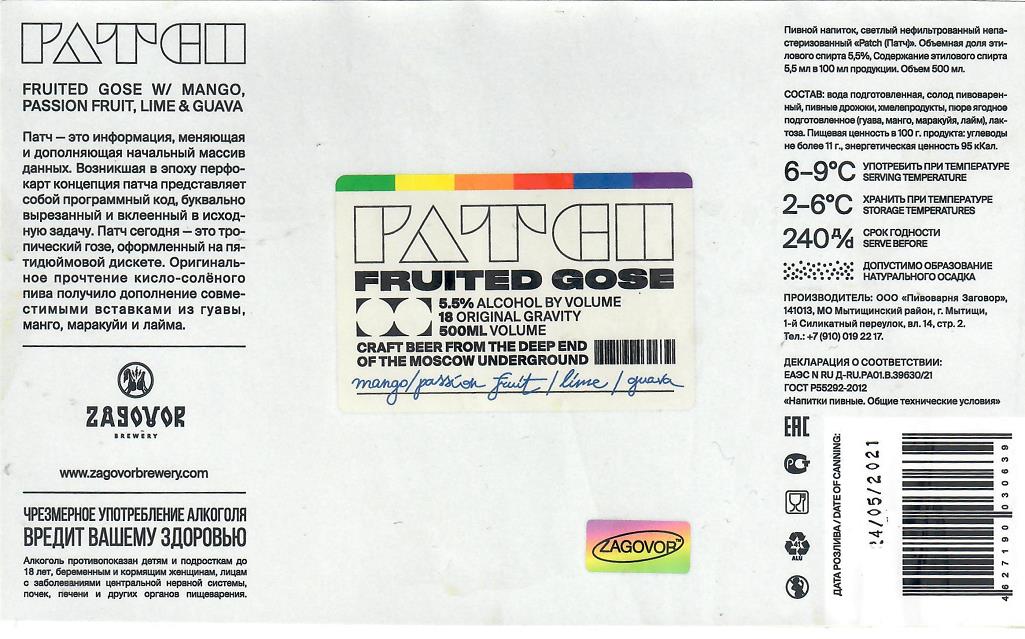 PATCH
FRUITED GOSE W/ MANGO,
PASSION FRUIT, LIME & GUAVA
Патч — это информация, меняющая
и дополняющая начальный массив
данных. Возникшая в эпоху перфо-
карт концепция патча представляет
собой программный код, буквально
вырезанный и вклеенный в исход-
ную задачу. Патч сегодня — это тро-
пический гозе, оформленный на пя-
тидюймовой дискете. Оригиналь-
ное прочтение кисло-солёного
пива получило дополнение совме-
стимыми вставками из гуавы,
манго, маракуйи и лайма.
ZAGOVOR
BREWERY
www.zagovorbrewery.com
ЧРЕЗМЕРНОЕ УПОТРЕБЛЕНИЕ АЛКОГОЛЯ
ВРЕДИТ ВАШЕМУ ЗДОРОВЬЮ
Алкоголь противопоказан детям и подросткам до
18 лет, беременным и кормящим женщинам, лицам
с заболеваниями центральной нервной системы,
почек, печени и других органов пищеварения.
PATCH
FRUITED GOSE
5.5% ALCOHOL BY VOLUME
18 ORIGINAL GRAVITY
500ML VOLUME
CRAFT BEER FROM THE DEEP END
OF THE MOSCOW UNDERGROUND
mango/passion fruit/lime/guava
ZAGOVOR™
Пивной напиток, светлый нефильтрованный непа-
стеризованный «Patch (Патч)». Объемная доля эти-
лового спирта 5,5%, Содержание этилового спирта
5,5 мл в 100 мл продукции. Объем 500 мл.
СОСТАВ: вода подготовленная, солод пивоварен-
ный, пивные дрожжи, хмелепродукты, пюре ягодное
подготовленное (гуава, манго, маракуйя, лайм), лак-
тоза. Пищевая ценность в 100 г. продукта: углеводы
не более 11 г., энергетическая ценность 95 кКал.
6–9°C УПОТРЕБИТЬ ПРИ ТЕМПЕРАТУРЕ
SERVING TEMPERATURE
2–6°C ХРАНИТЬ ПРИ ТЕМПЕРАТУРЕ
STORAGE TEMPERATURES
240 Д/d СРОК ГОДНОСТИ
SERVE BEFORE
ДОПУСТИМО ОБРАЗОВАНИЕ
НАТУРАЛЬНОГО ОСАДКА
ПРОИЗВОДИТЕЛЬ: ООО «Пивоварня Заговор»,
141013, МО Мытищинский район, г. Мытищи,
1-й Силикатный переулок, вл. 14, стр. 2.
Тел.: +7 (910) 019 22 17.
ДЕКЛАРАЦИЯ О СООТВЕТСТВИИ:
ЕАЭС N RU Д-RU.РА01.В.39630/21
ГОСТ Р55292-2012
«Напитки пивные. Общие технические условия»
EAC
РСТ
41
ALU
ДАТА РОЗЛИВА / DATE OF CANNING:
24/05/2021
4 627190 030639